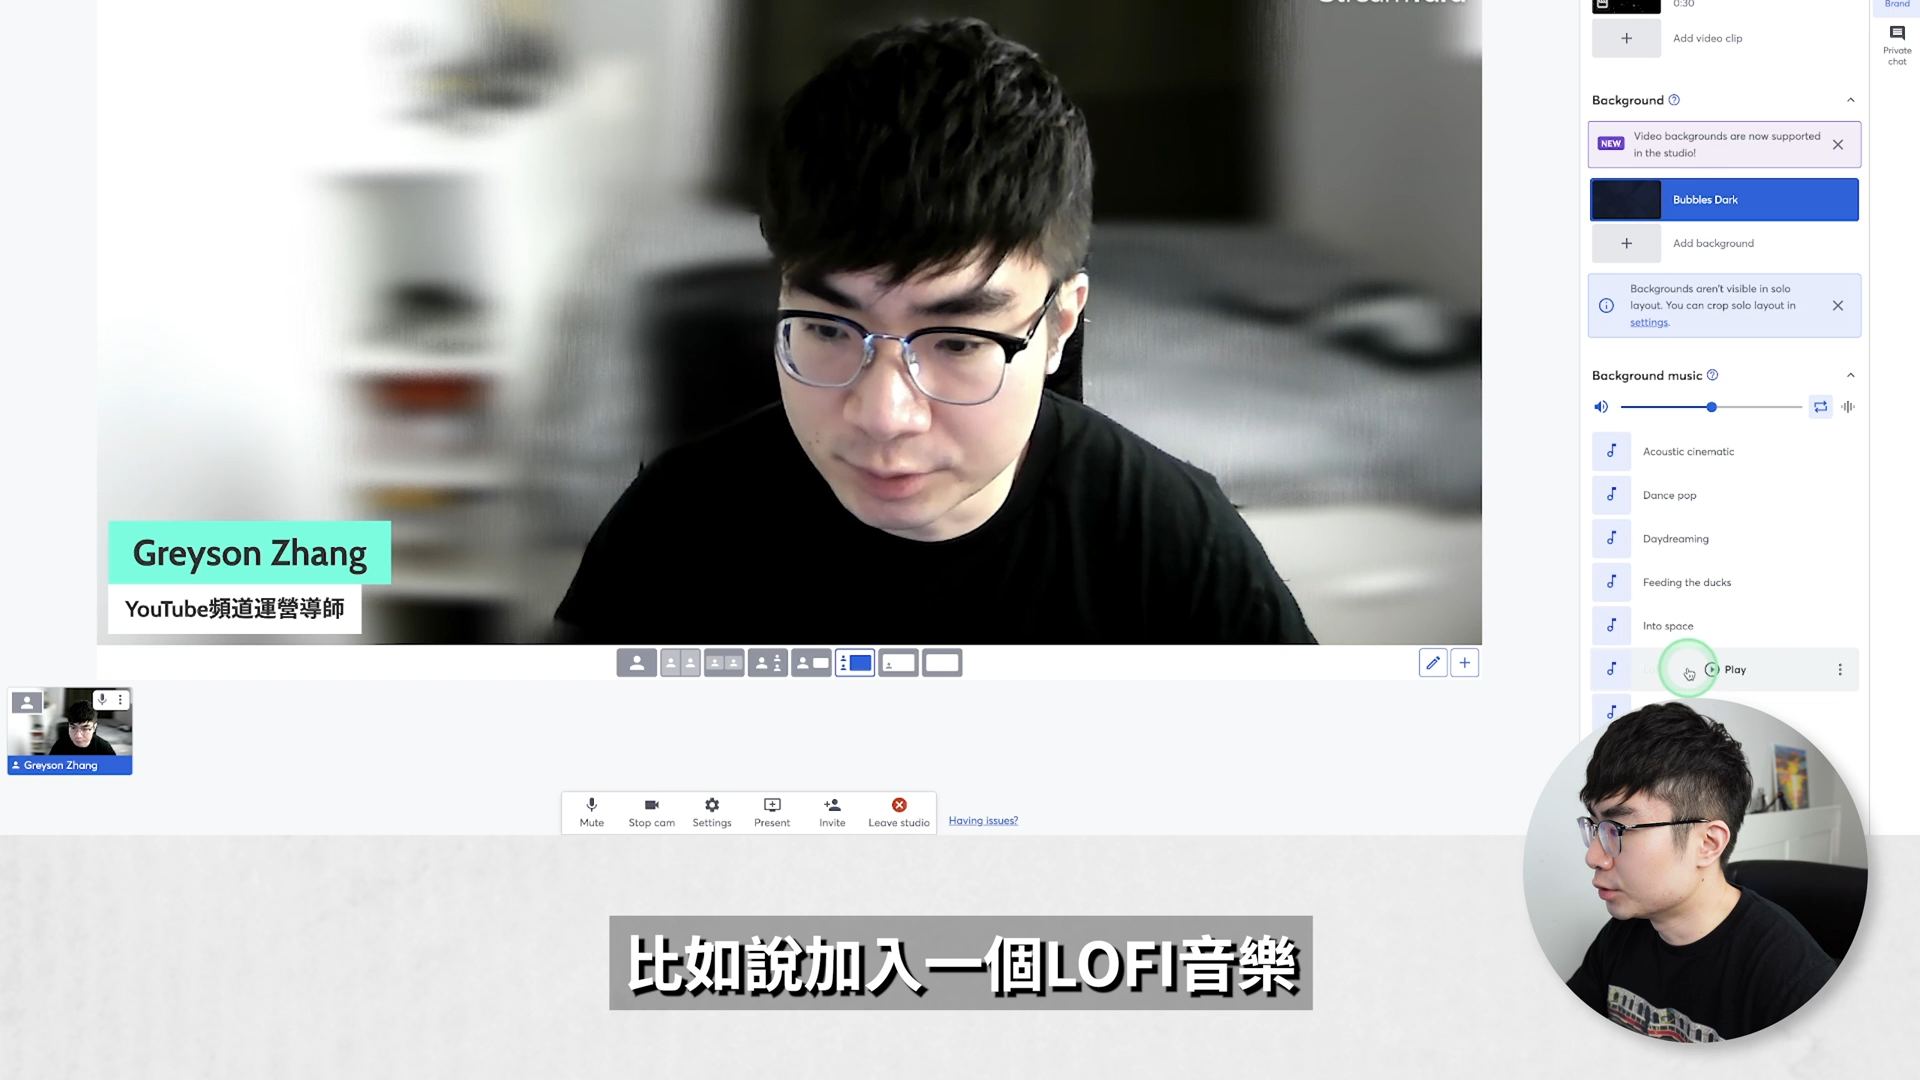 0:30
Add video clip
Brand
Private
chat
Background
NEW
Video backgrounds are now supported
in the studio!
Bubbles Dark
Add background
Backgrounds aren't visible in solo
layout. You can crop solo layout in
settings.
Background music
Acoustic cinematic
Dance pop
Daydreaming
Feeding the ducks
Into space
Play
Greyson Zhang
YouTube頻道運營導師
Greyson Zhang
Mute
Stop cam
Settings
Present
Invite
Leave studio
Having issues?
比如說加入一個LOFI音樂